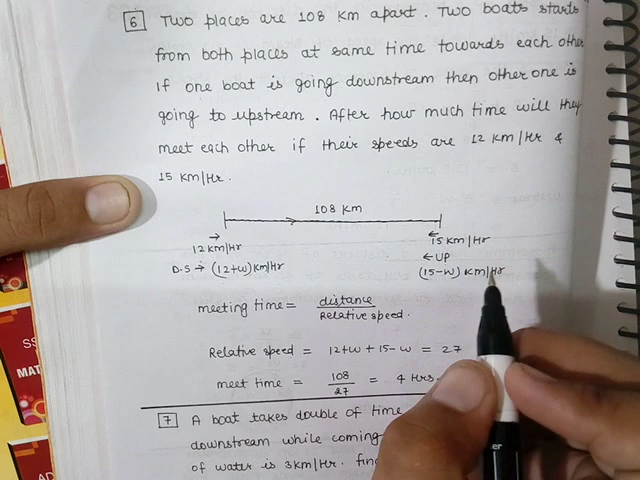 6 Two places are 108 km apart. Two boats starts
from both places at same time towards each other
If one boat is going downstream then other one is
going to upstream. After how much time will they
meet each other if their speeds are 12 km/Hr &
15 km/Hr.
108 km
→ ←
12 km/Hr 15 km/Hr
← UP
D.S → (12+w) km/Hr (15-w) km/Hr
meeting time = distance / Relative speed.
Relative speed = 12+w + 15-w = 27
meet time = 108/27 = 4 Hrs.
7 A boat takes double of time
downstream while coming
of water is 3 km/Hr.
SS
MAT
AD